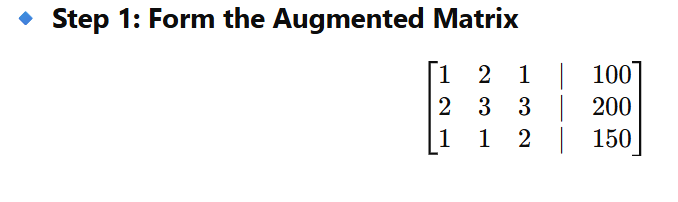 Step 1: Form the Augmented Matrix
1 2 1 | 100
2 3 3 | 200
1 1 2 | 150